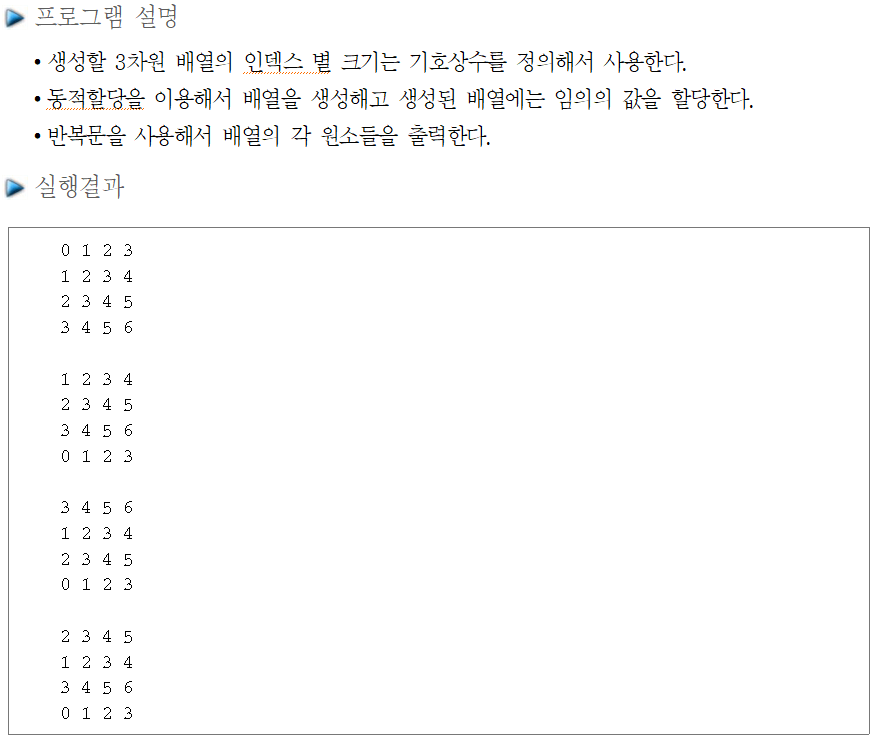 프로그램 설명
• 생성할 3차원 배열의 인덱스 별 크기는 기호상수를 정의해서 사용한다.
• 동적할당을 이용해서 배열을 생성해고 생성된 배열에는 임의의 값을 할당한다.
• 반복문을 사용해서 배열의 각 원소들을 출력한다.
실행결과
0 1 2 3
1 2 3 4
2 3 4 5
3 4 5 6
1 2 3 4
2 3 4 5
3 4 5 6
0 1 2 3
3 4 5 6
1 2 3 4
2 3 4 5
0 1 2 3
2 3 4 5
1 2 3 4
3 4 5 6
0 1 2 3